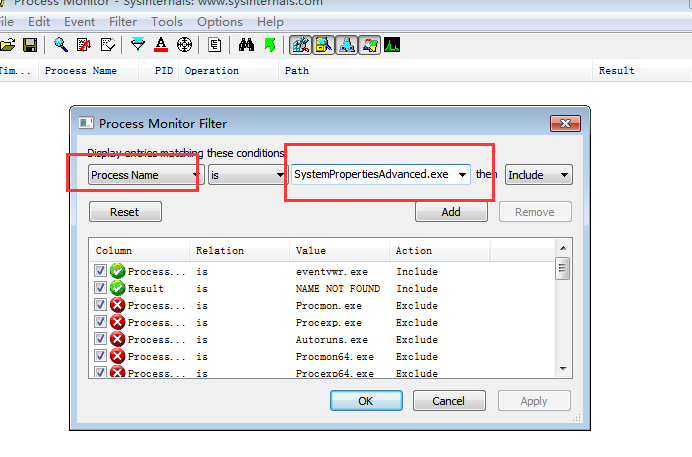 Process Monitor - Sysinternals: www.sysinternals.com
File Edit Event Filter Tools Options Help
Tim... Process Name PID Operation Path Result
Process Monitor Filter
Display entries matching these conditions:
Process Name is SystemPropertiesAdvanced.exe then Include
Reset Add Remove
Column Relation Value Action
Process... is eventvwr.exe Include
Result is NAME NOT FOUND Include
Process... is Procmon.exe Exclude
Process... is Procexp.exe Exclude
Process... is Autoruns.exe Exclude
Process... is Procmon64.exe Exclude
Process... is Procexp64.exe Exclude
OK Cancel Apply